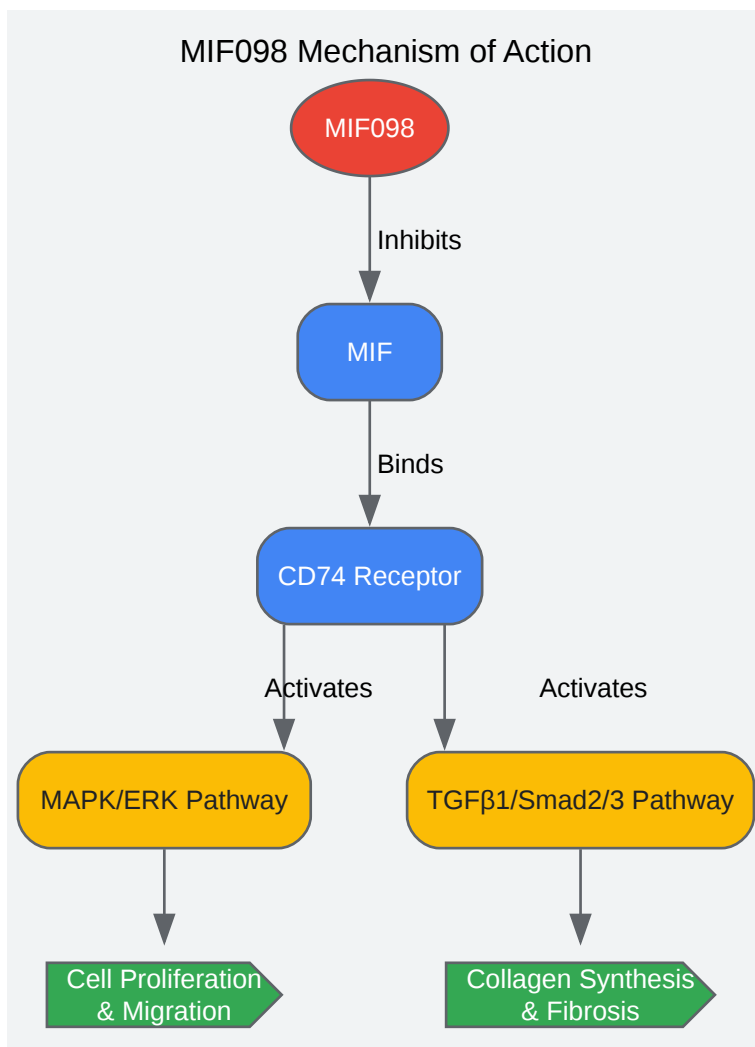 MIF098 Mechanism of Action
MIF098
Inhibits
MIF
Binds
CD74 Receptor
Activates
Activates
MAPK/ERK Pathway
TGFβ1/Smad2/3 Pathway
Cell Proliferation
& Migration
Collagen Synthesis
& Fibrosis